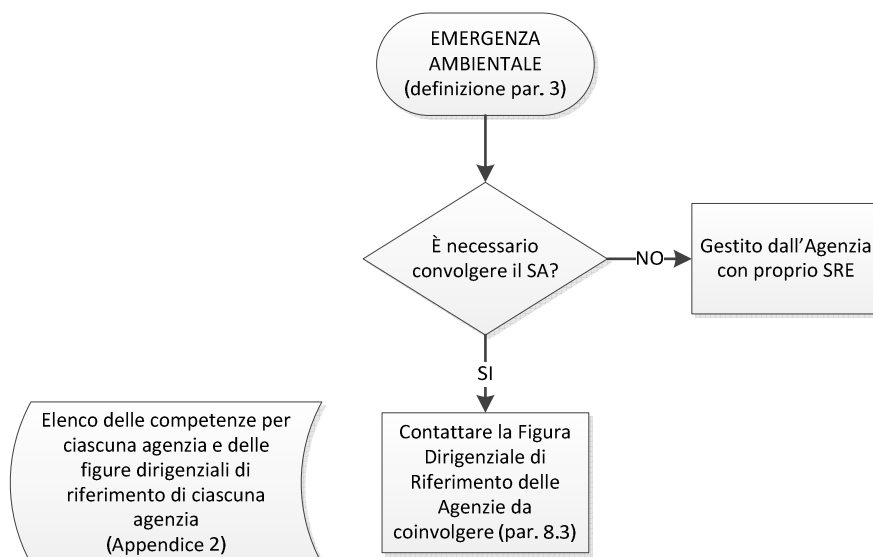 EMERGENZA
AMBIENTALE
(definizione par. 3)
È necessario
convolgere il SA?
NO
Gestito dall'Agenzia
con proprio SRE
SI
Elenco delle competenze per
ciascuna agenzia e delle
figure dirigenziali di
riferimento di ciascuna
agenzia
(Appendice 2)
Contattare la Figura
Dirigenziale di
Riferimento delle
Agenzie da
coinvolgere (par. 8.3)